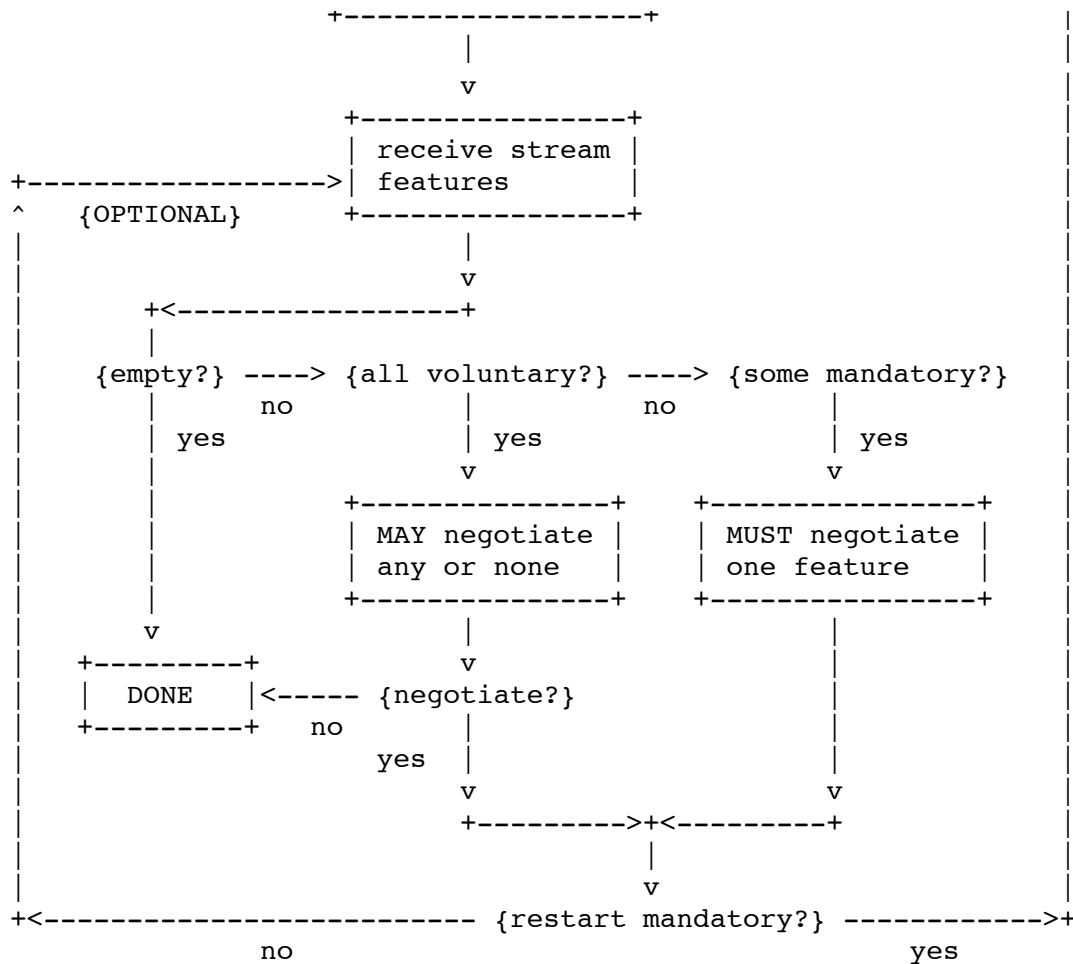 receive stream
features
{OPTIONAL}
{empty?} ----> {all voluntary?} ----> {some mandatory?}
no no
yes yes yes
MAY negotiate MUST negotiate
any or none one feature
DONE <----- {negotiate?}
no
yes
{restart mandatory?}
no yes